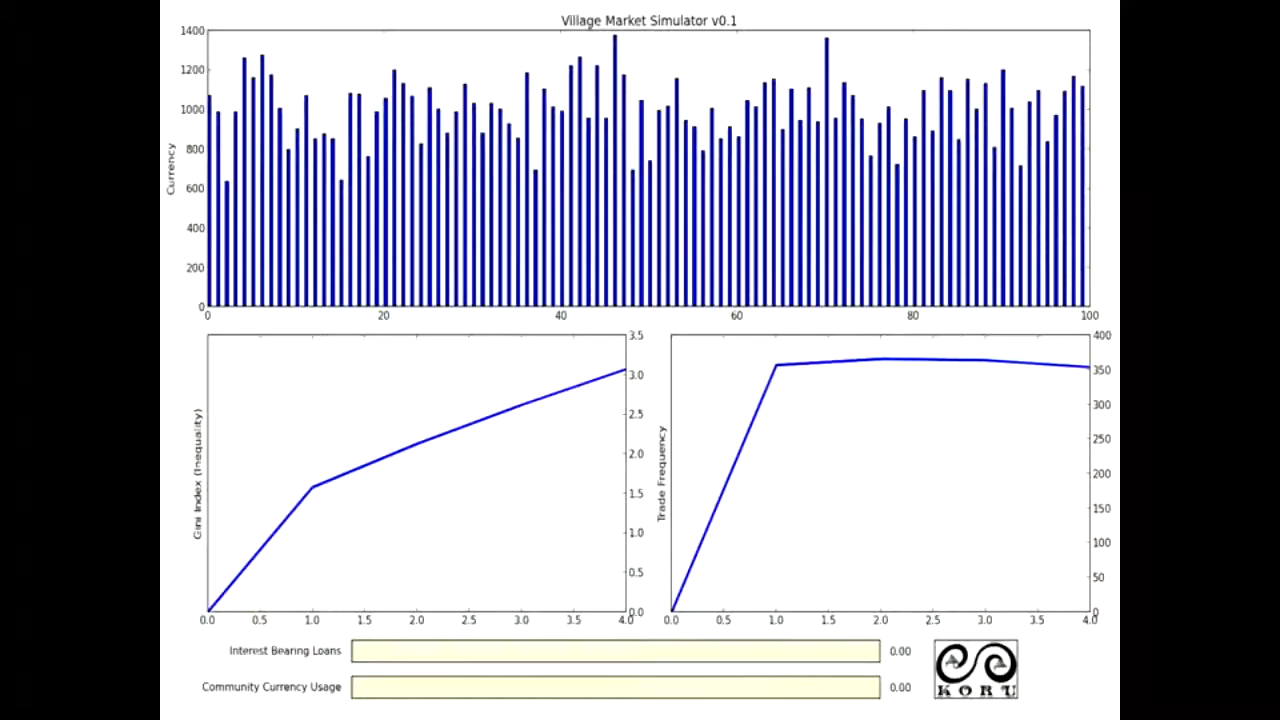 Village Market Simulator v0.1
1400
1200
1000
800
600
400
200
0
Currency
0 20 40 60 80 100
3.5
3.0
2.5
2.0
1.5
1.0
0.5
0.0
Gini Index (Inequality)
0.0 0.5 1.0 1.5 2.0 2.5 3.0 3.5 4.0
400
350
300
250
200
150
100
50
0
Trade Frequency
0.0 0.5 1.0 1.5 2.0 2.5 3.0 3.5 4.0
Interest Bearing Loans 0.00
Community Currency Usage 0.00
KORU